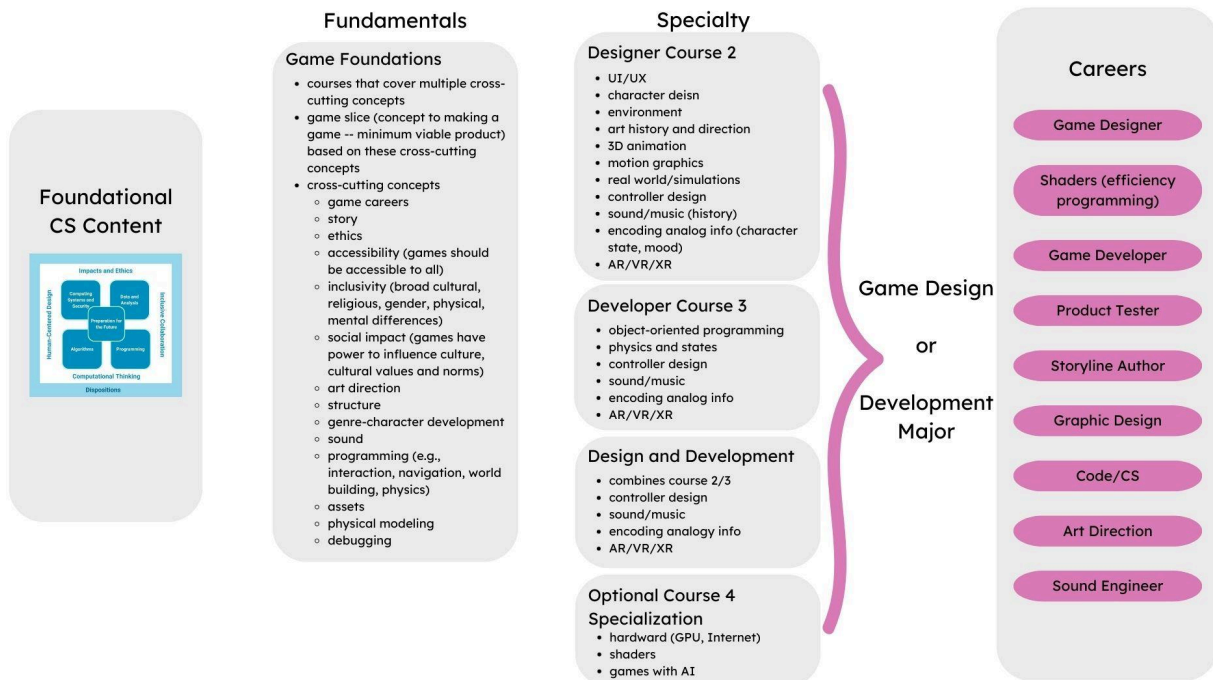 Foundational
CS Content
Impacts and Ethics
Human-Centered Design
Computing
Systems and
Security
Data and
Analysis
Preparation for
the Future
Algorithms
Programming
Inclusive Collaboration
Computational Thinking
Dispositions
Fundamentals
Game Foundations
• courses that cover multiple cross-
cutting concepts
• game slice (concept to making a
game -- minimum viable product)
based on these cross-cutting
concepts
• cross-cutting concepts
◦ game careers
◦ story
◦ ethics
◦ accessibility (games should
be accessible to all)
◦ inclusivity (broad cultural,
religious, gender, physical,
mental differences)
◦ social impact (games have
power to influence culture,
cultural values and norms)
◦ art direction
◦ structure
◦ genre-character development
◦ sound
◦ programming (e.g.,
interaction, navigation, world
building, physics)
◦ assets
◦ physical modeling
◦ debugging
Specialty
Designer Course 2
• UI/UX
• character deisn
• environment
• art history and direction
• 3D animation
• motion graphics
• real world/simulations
• controller design
• sound/music (history)
• encoding analog info (character
state, mood)
• AR/VR/XR
Developer Course 3
• object-oriented programming
• physics and states
• controller design
• sound/music
• encoding analog info
• AR/VR/XR
Design and Development
• combines course 2/3
• controller design
• sound/music
• encoding analogy info
• AR/VR/XR
Optional Course 4
Specialization
• hardward (GPU, Internet)
• shaders
• games with AI
Game Design
or
Development
Major
Careers
Game Designer
Shaders (efficiency
programming)
Game Developer
Product Tester
Storyline Author
Graphic Design
Code/CS
Art Direction
Sound Engineer